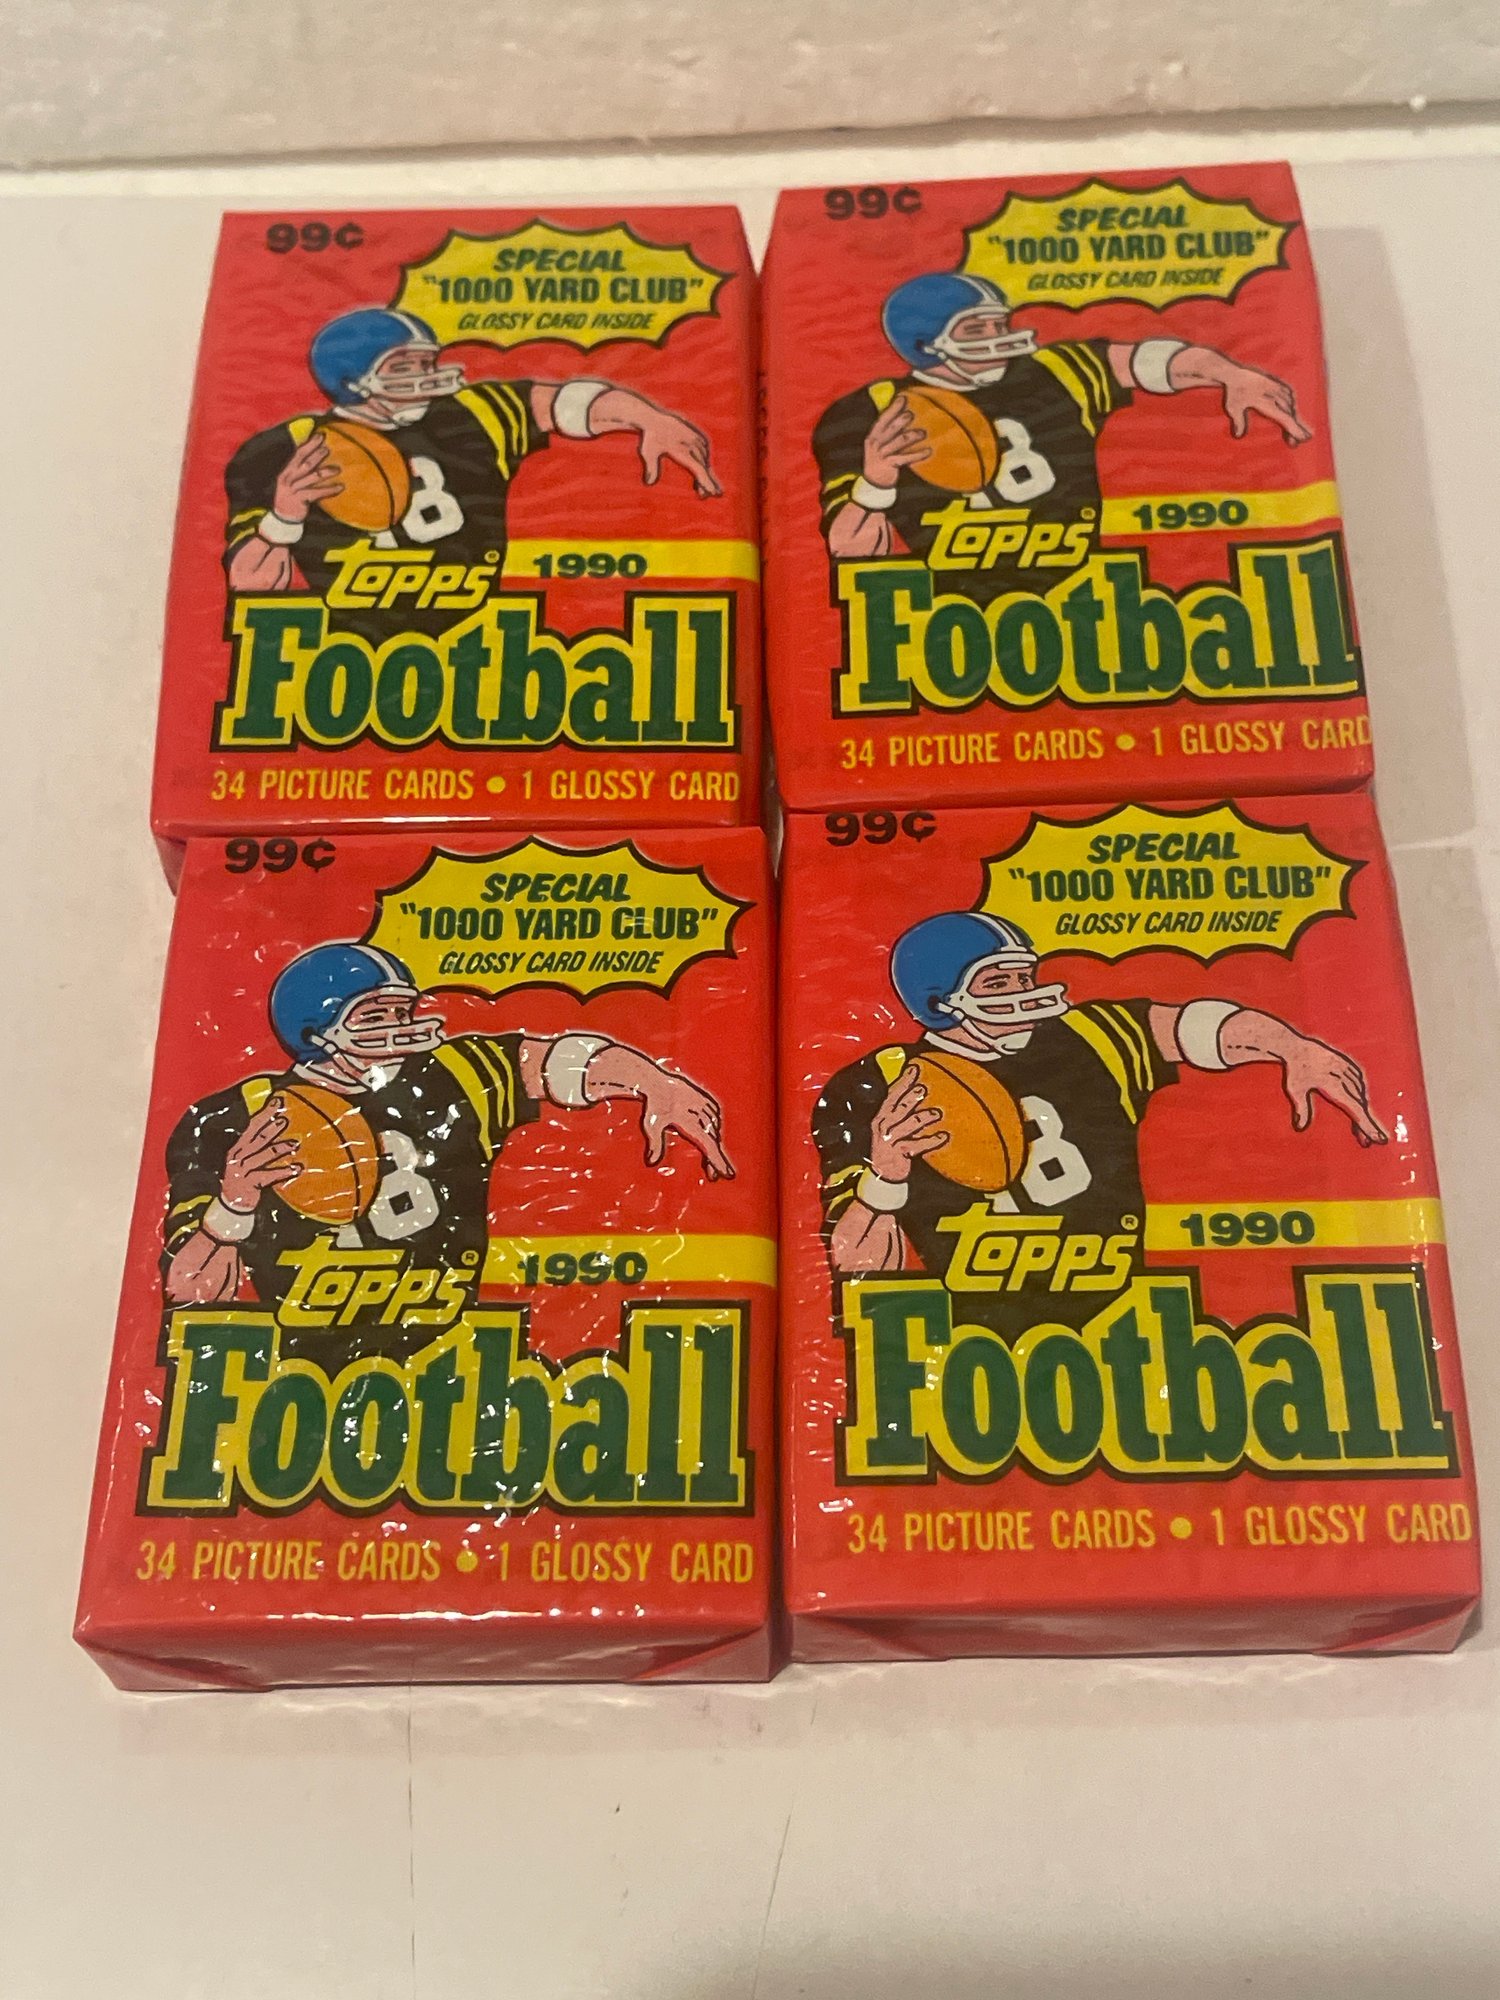 99¢
SPECIAL
"1000 YARD CLUB"
GLOSSY CARD INSIDE
8
TOPPS®
1990
Football
34 PICTURE CARDS • 1 GLOSSY CARD
99¢
SPECIAL
"1000 YARD CLUB"
GLOSSY CARD INSIDE
18
TOPPS®
1990
Football
34 PICTURE CARDS • 1 GLOSSY CARD
99¢
SPECIAL
"1000 YARD CLUB"
GLOSSY CARD INSIDE
18
TOPPS®
1990
Football
34 PICTURE CARDS • 1 GLOSSY CARD
99¢
SPECIAL
"1000 YARD CLUB"
GLOSSY CARD INSIDE
18
TOPPS®
1990
Football
34 PICTURE CARDS • 1 GLOSSY CARD